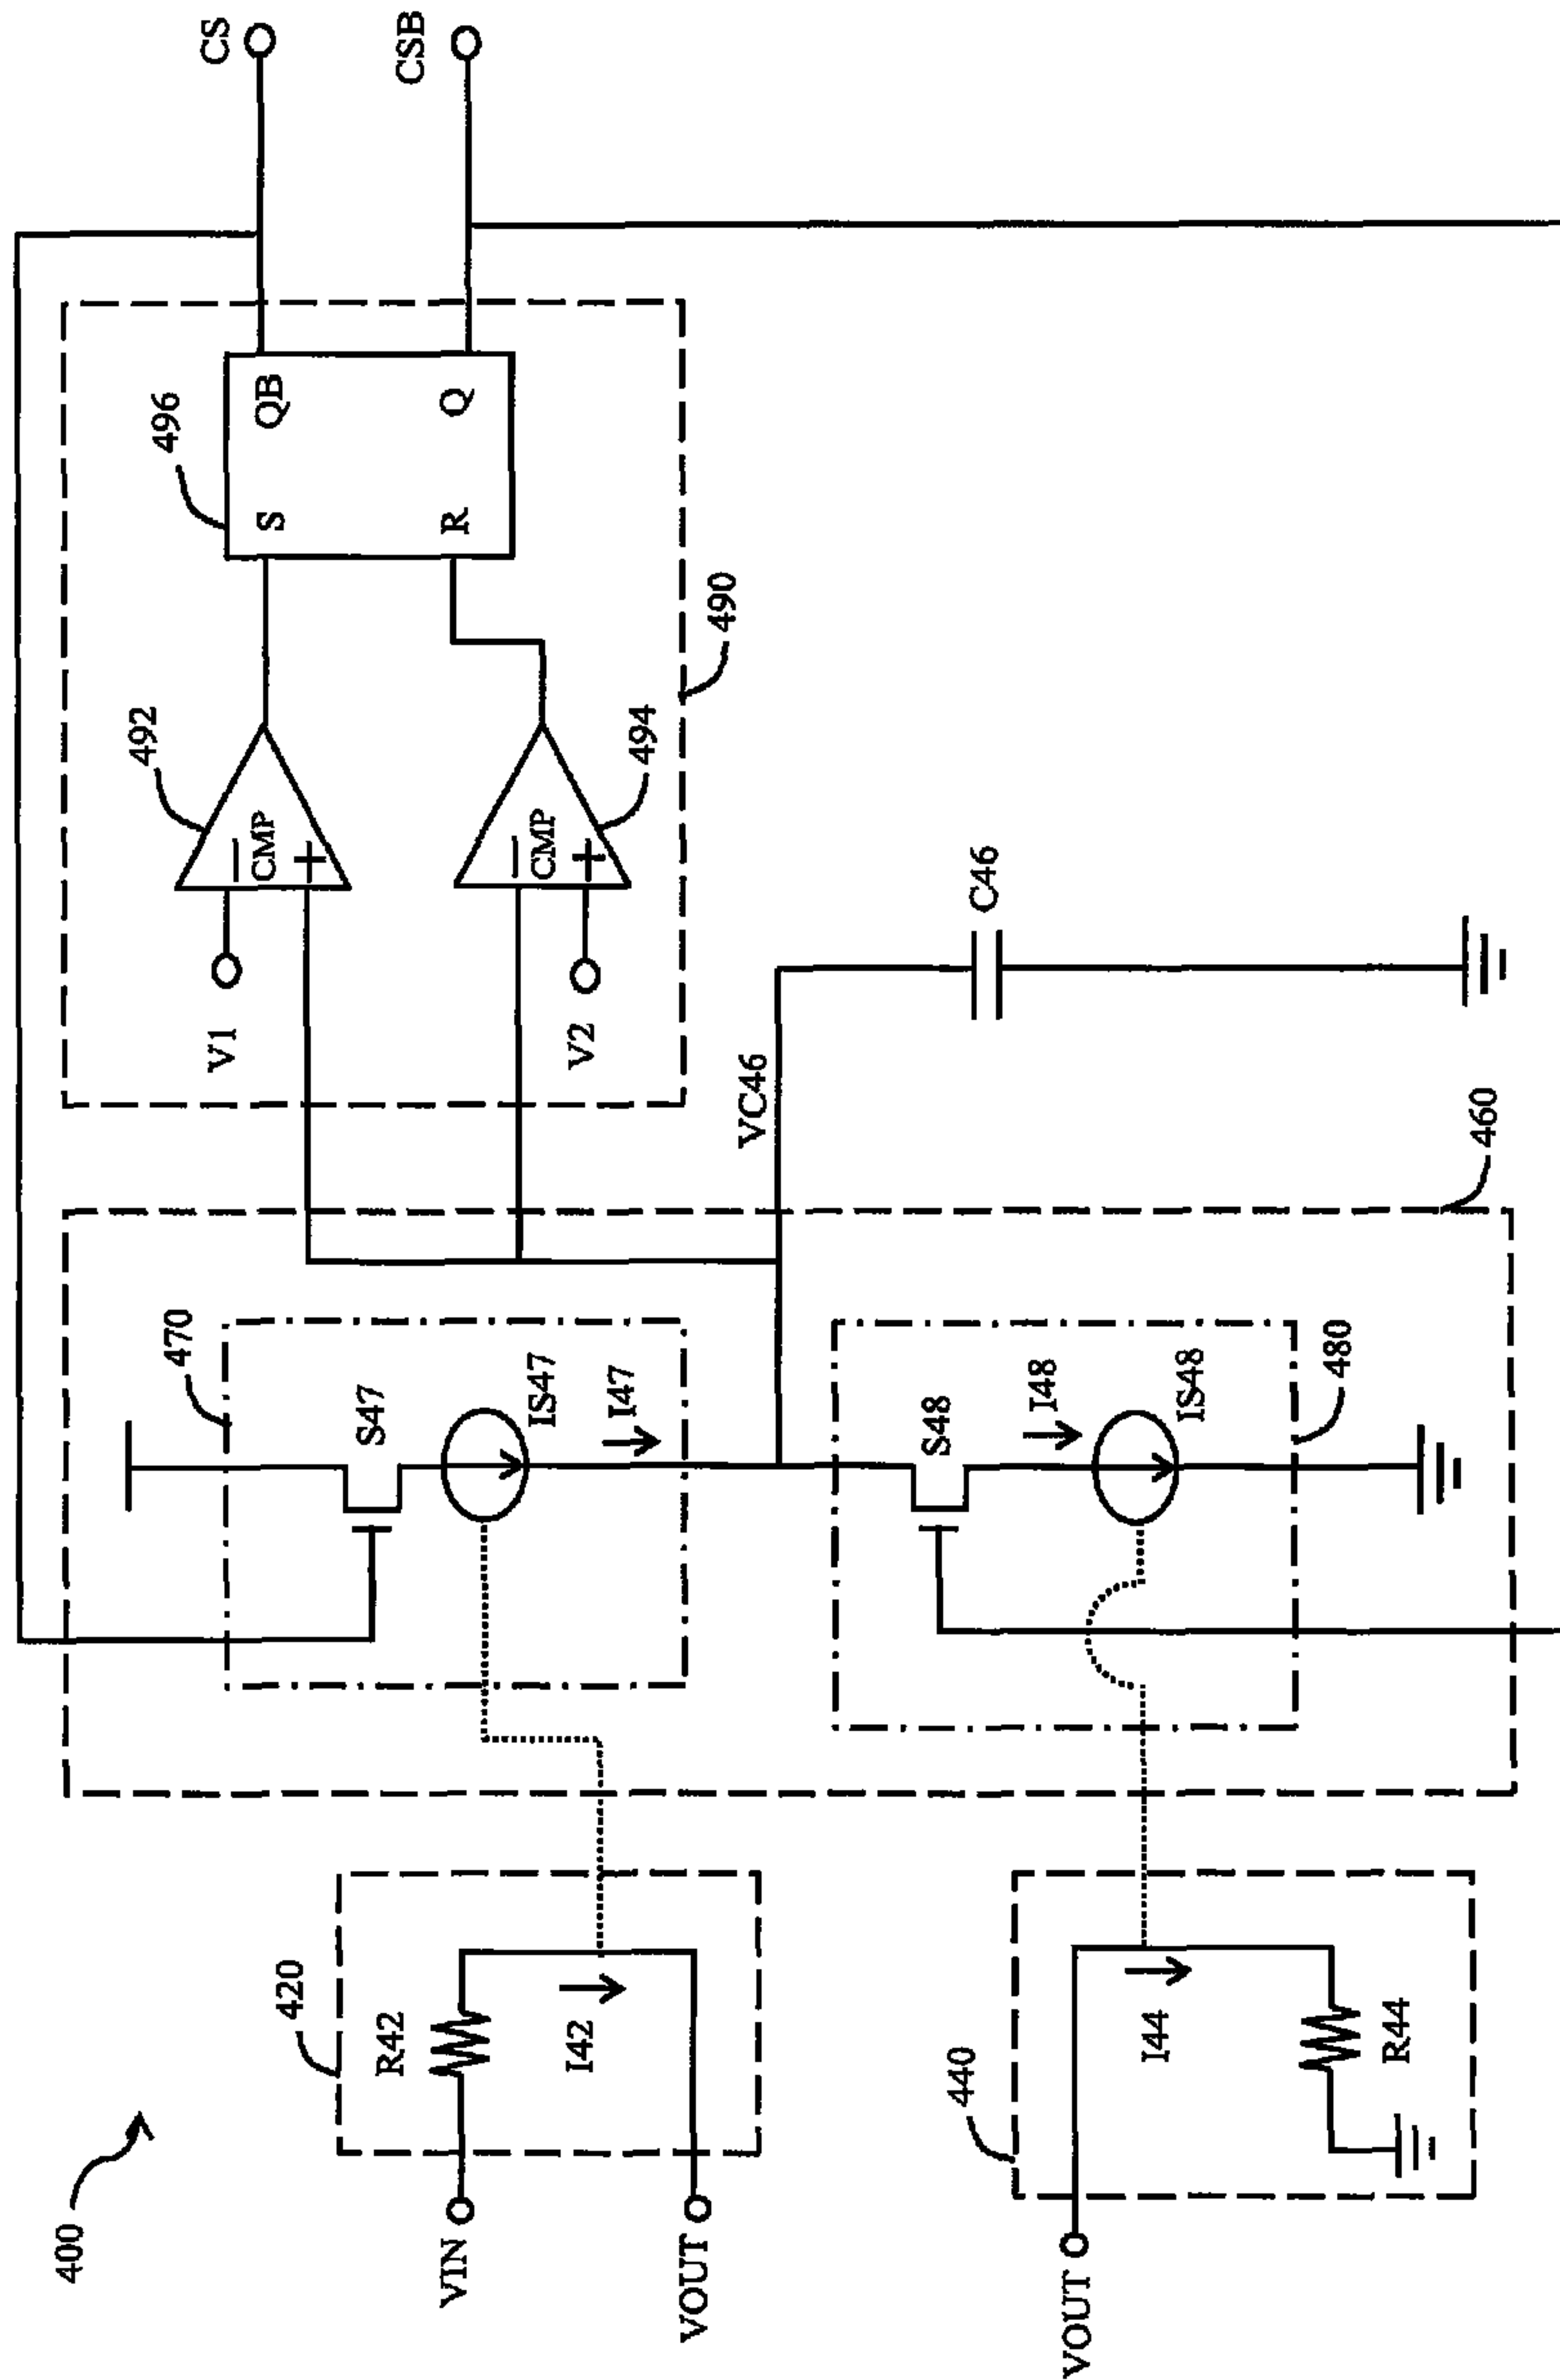 400
420
VIN
R42
I42
VOUT
440
VOUT
I44
R44
470
S47
IS47
I47
S48
I48
IS48
480
460
VC46
C46
V1
492
CMP
−
+
V2
494
CMP
−
+
490
496
S
QB
R
Q
CS
CSB